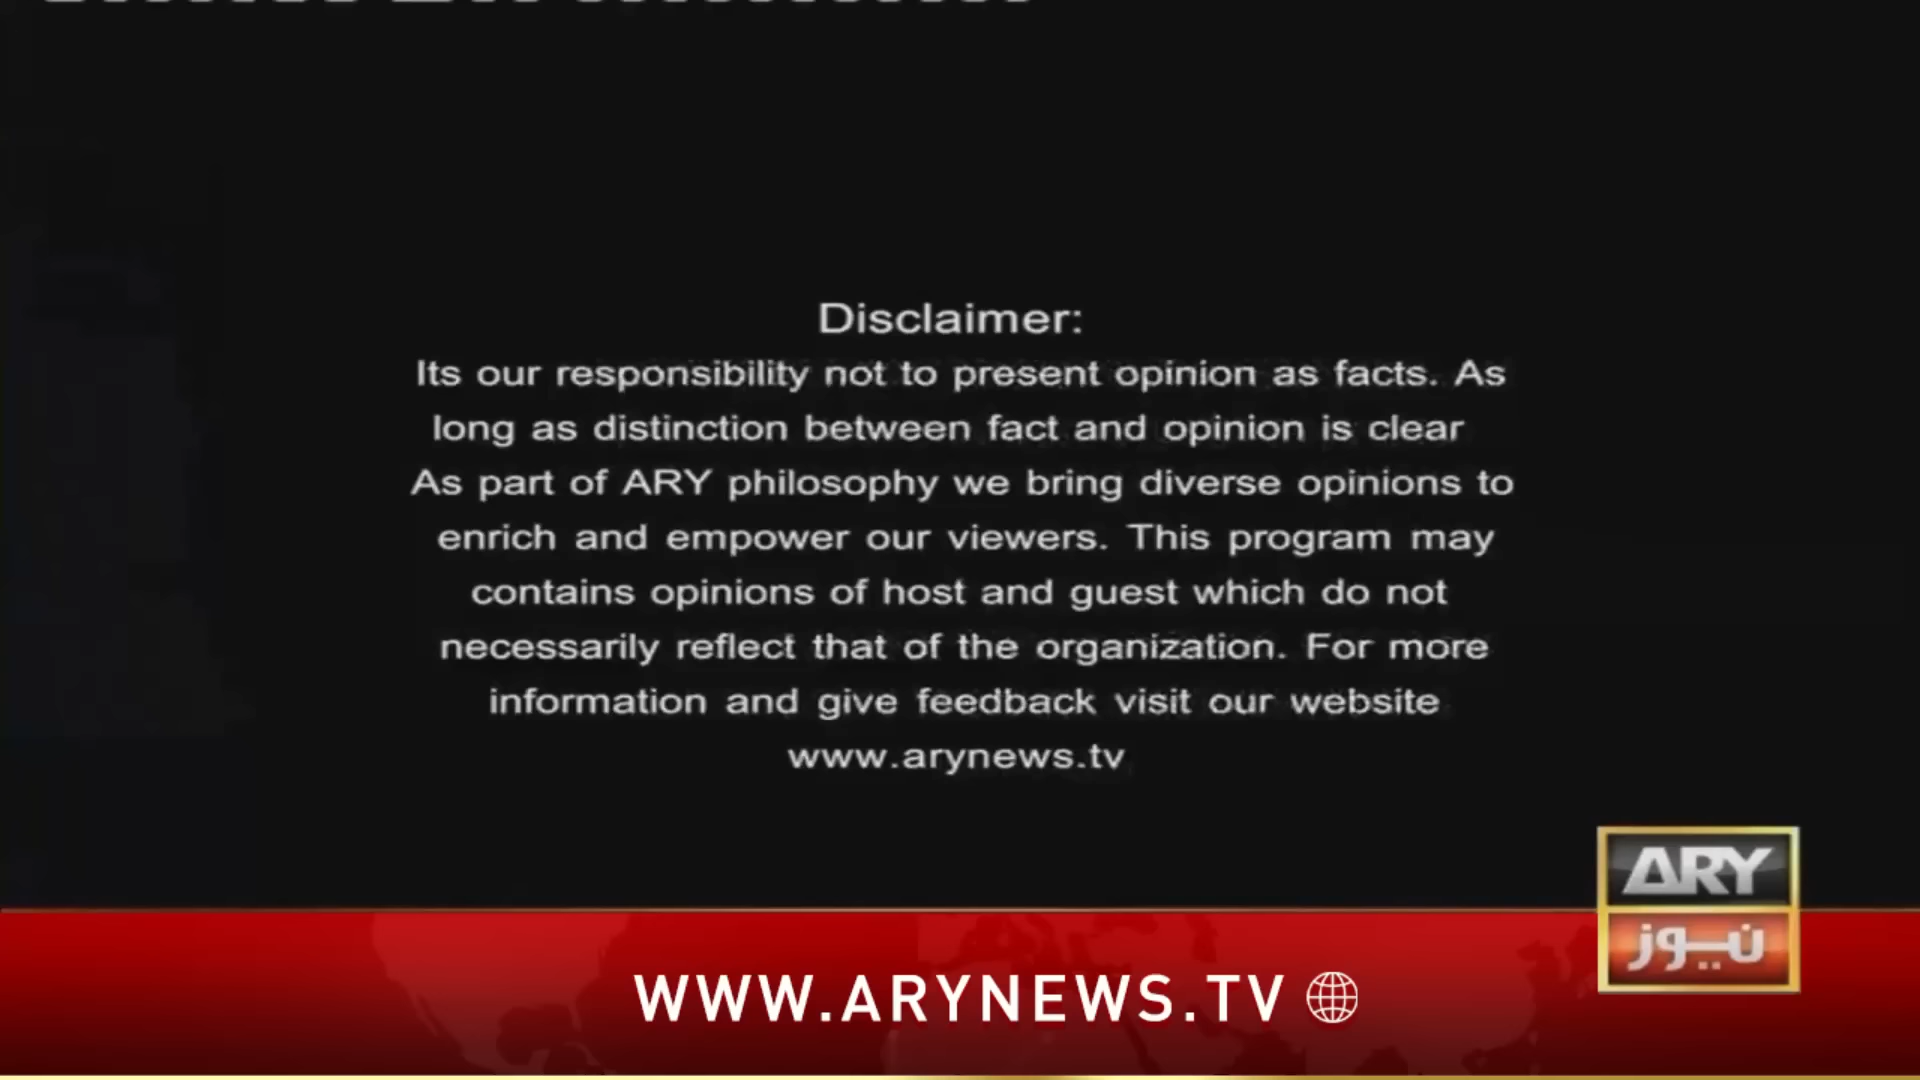 Disclaimer:
Its our responsibility not to present opinion as facts. As
long as distinction between fact and opinion is clear
As part of ARY philosophy we bring diverse opinions to
enrich and empower our viewers. This program may
contains opinions of host and guest which do not
necessarily reflect that of the organization. For more
information and give feedback visit our website
www.arynews.tv
ARY
نیوز
WWW.ARYNEWS.TV